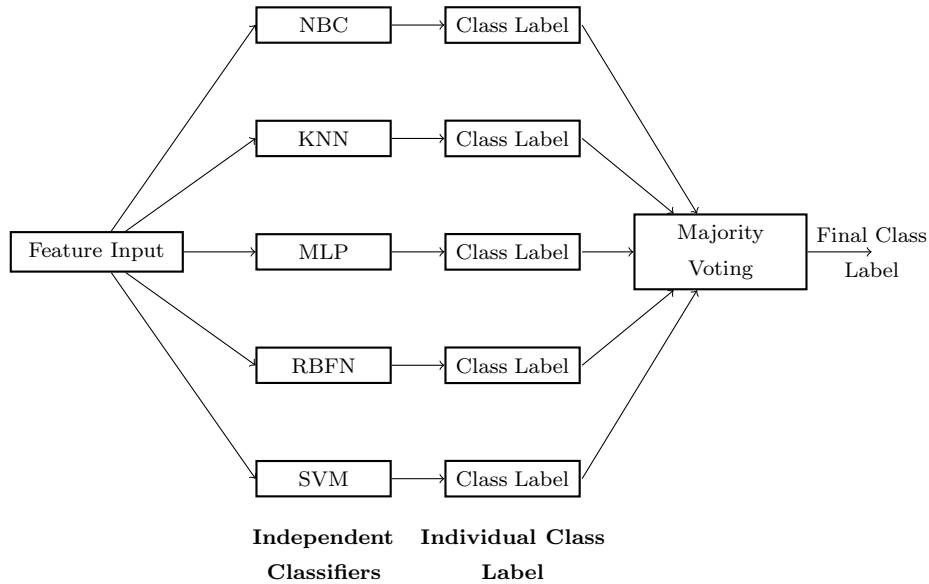 NBC
Class Label
KNN
Class Label
Feature Input
MLP
Class Label
Majority
Voting
Final Class
Label
RBFN
Class Label
SVM
Class Label
Independent
Classifiers
Individual Class
Label